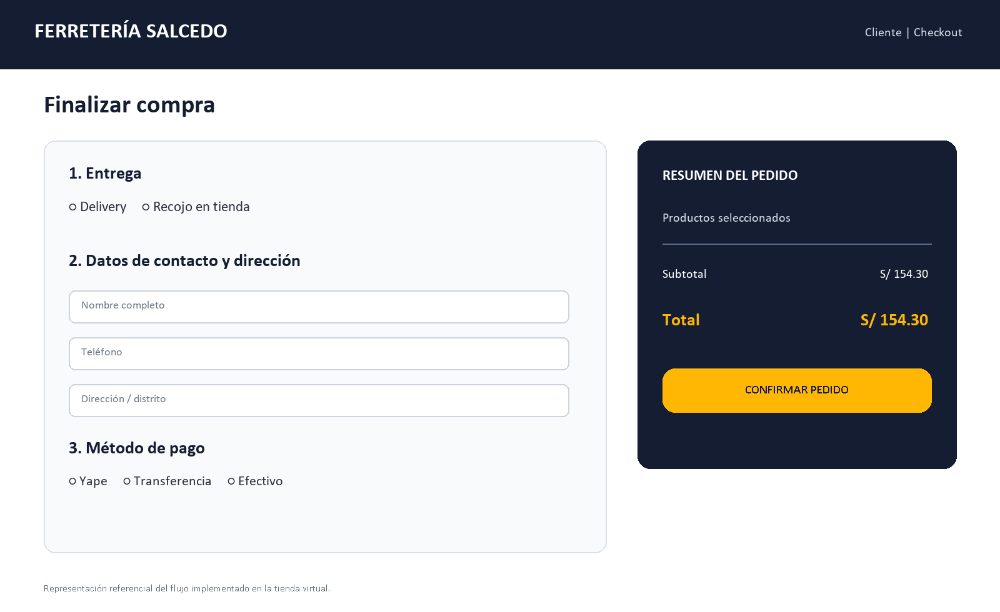 FERRETERÍA SALCEDO
Cliente | Checkout
Finalizar compra
1. Entrega
○ Delivery ○ Recojo en tienda
2. Datos de contacto y dirección
Nombre completo
Teléfono
Dirección / distrito
3. Método de pago
○ Yape ○ Transferencia ○ Efectivo
RESUMEN DEL PEDIDO
Productos seleccionados
Subtotal S/ 154.30
Total S/ 154.30
CONFIRMAR PEDIDO
Representación referencial del flujo implementado en la tienda virtual.